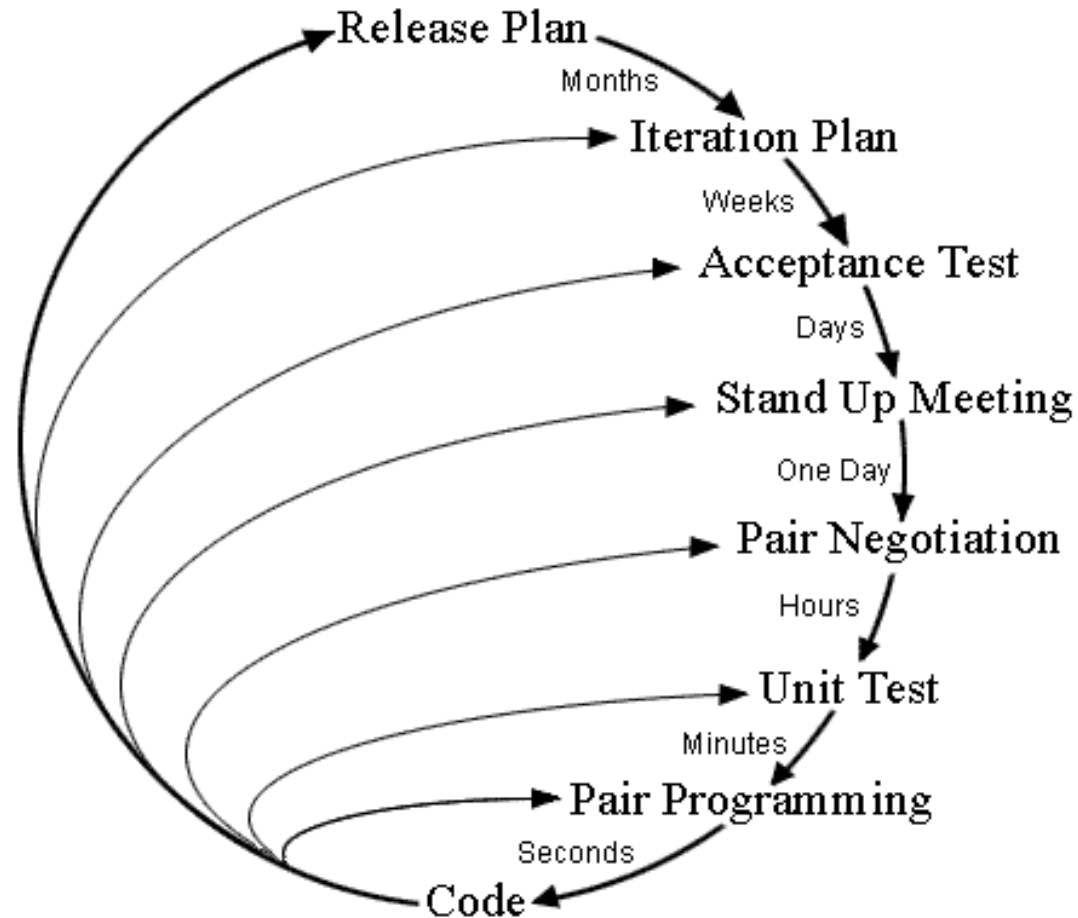 Release Plan
Months
Iteration Plan
Weeks
Acceptance Test
Days
Stand Up Meeting
One Day
Pair Negotiation
Hours
Unit Test
Minutes
Pair Programming
Seconds
Code